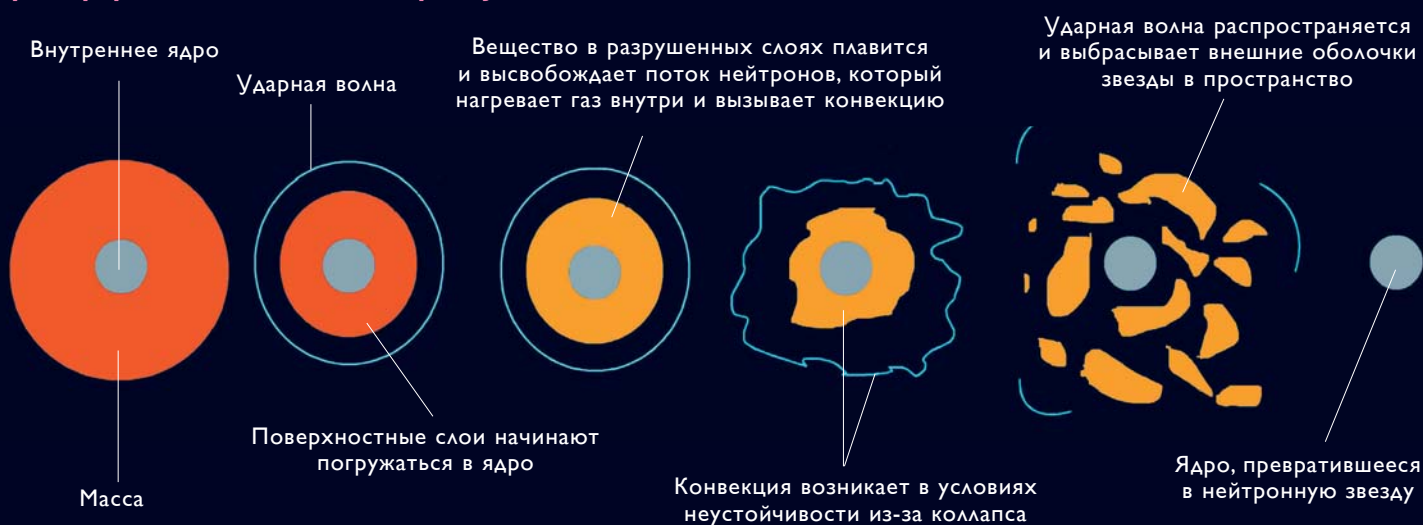 Внутреннее ядро
Ударная волна
Вещество в разрушенных слоях плавится
и высвобождает поток нейтронов, который
нагревает газ внутри и вызывает конвекцию
Ударная волна распространяется
и выбрасывает внешние оболочки
звезды в пространство
Масса
Поверхностные слои начинают
погружаться в ядро
Конвекция возникает в условиях
неустойчивости из-за коллапса
Ядро, превратившееся
в нейтронную звезду